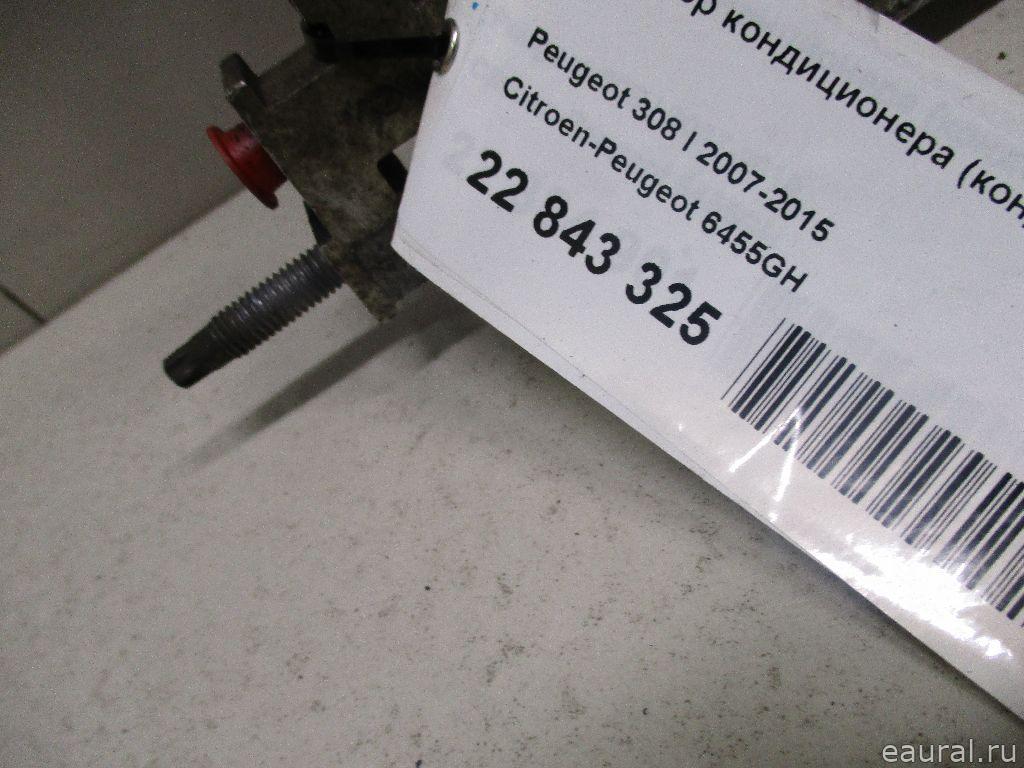 кондиционера
Peugeot 308 I 2007-2015
Citroen-Peugeot 6455GH
22 843 325
eaural.ru